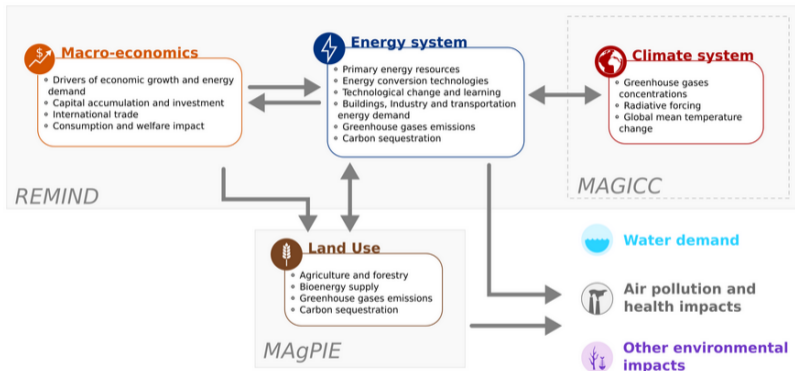 Macro-economics
• Drivers of economic growth and energy
demand
• Capital accumulation and investment
• International trade
• Consumption and welfare impact
Energy system
• Primary energy resources
• Energy conversion technologies
• Technological change and learning
• Buildings, Industry and transportation
energy demand
• Greenhouse gases emissions
• Carbon sequestration
Climate system
• Greenhouse gases
concentrations
• Radiative forcing
• Global mean temperature
change
REMIND
MAGICC
Land Use
• Agriculture and forestry
• Bioenergy supply
• Greenhouse gases emissions
• Carbon sequestration
MAgPIE
Water demand
Air pollution and
health impacts
Other environmental
impacts